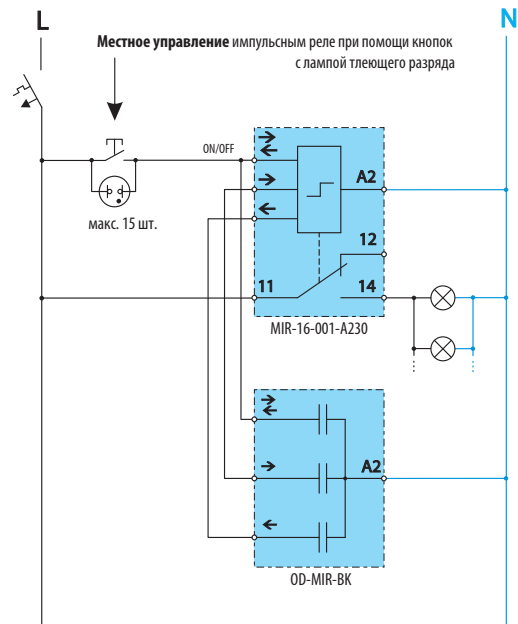 L
N
Местное управление импульсным реле при помощи кнопок
с лампой тлеющего разряда
ON/OFF
A2
макс. 15 шт.
12
11
14
MIR-16-001-A230
A2
OD-MIR-BK